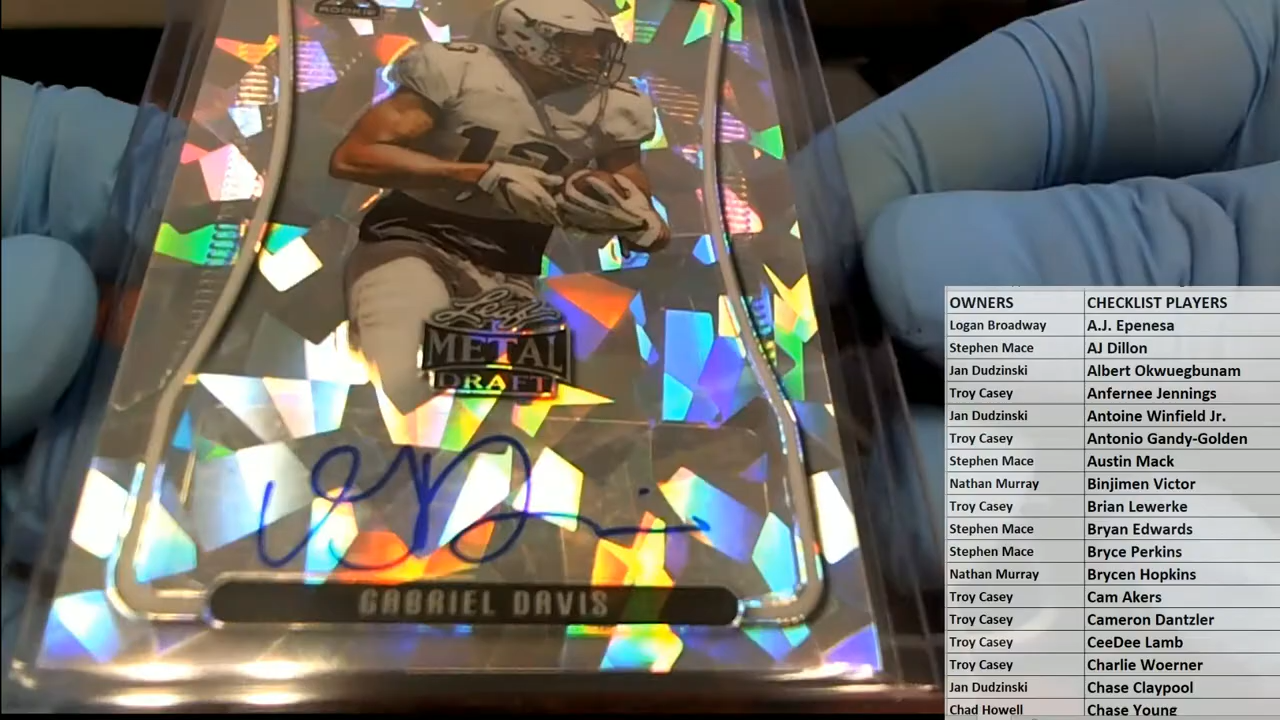 ROOKIE
13
Leaf
METAL
DRAFT
GABRIEL DAVIS
OWNERS CHECKLIST PLAYERS
Logan Broadway A.J. Epenesa
Stephen Mace AJ Dillon
Jan Dudzinski Albert Okwuegbunam
Troy Casey Anfernee Jennings
Jan Dudzinski Antoine Winfield Jr.
Troy Casey Antonio Gandy-Golden
Stephen Mace Austin Mack
Nathan Murray Binjimen Victor
Troy Casey Brian Lewerke
Stephen Mace Bryan Edwards
Stephen Mace Bryce Perkins
Nathan Murray Brycen Hopkins
Troy Casey Cam Akers
Troy Casey Cameron Dantzler
Troy Casey CeeDee Lamb
Troy Casey Charlie Woerner
Jan Dudzinski Chase Claypool
Chad Howell Chase Young